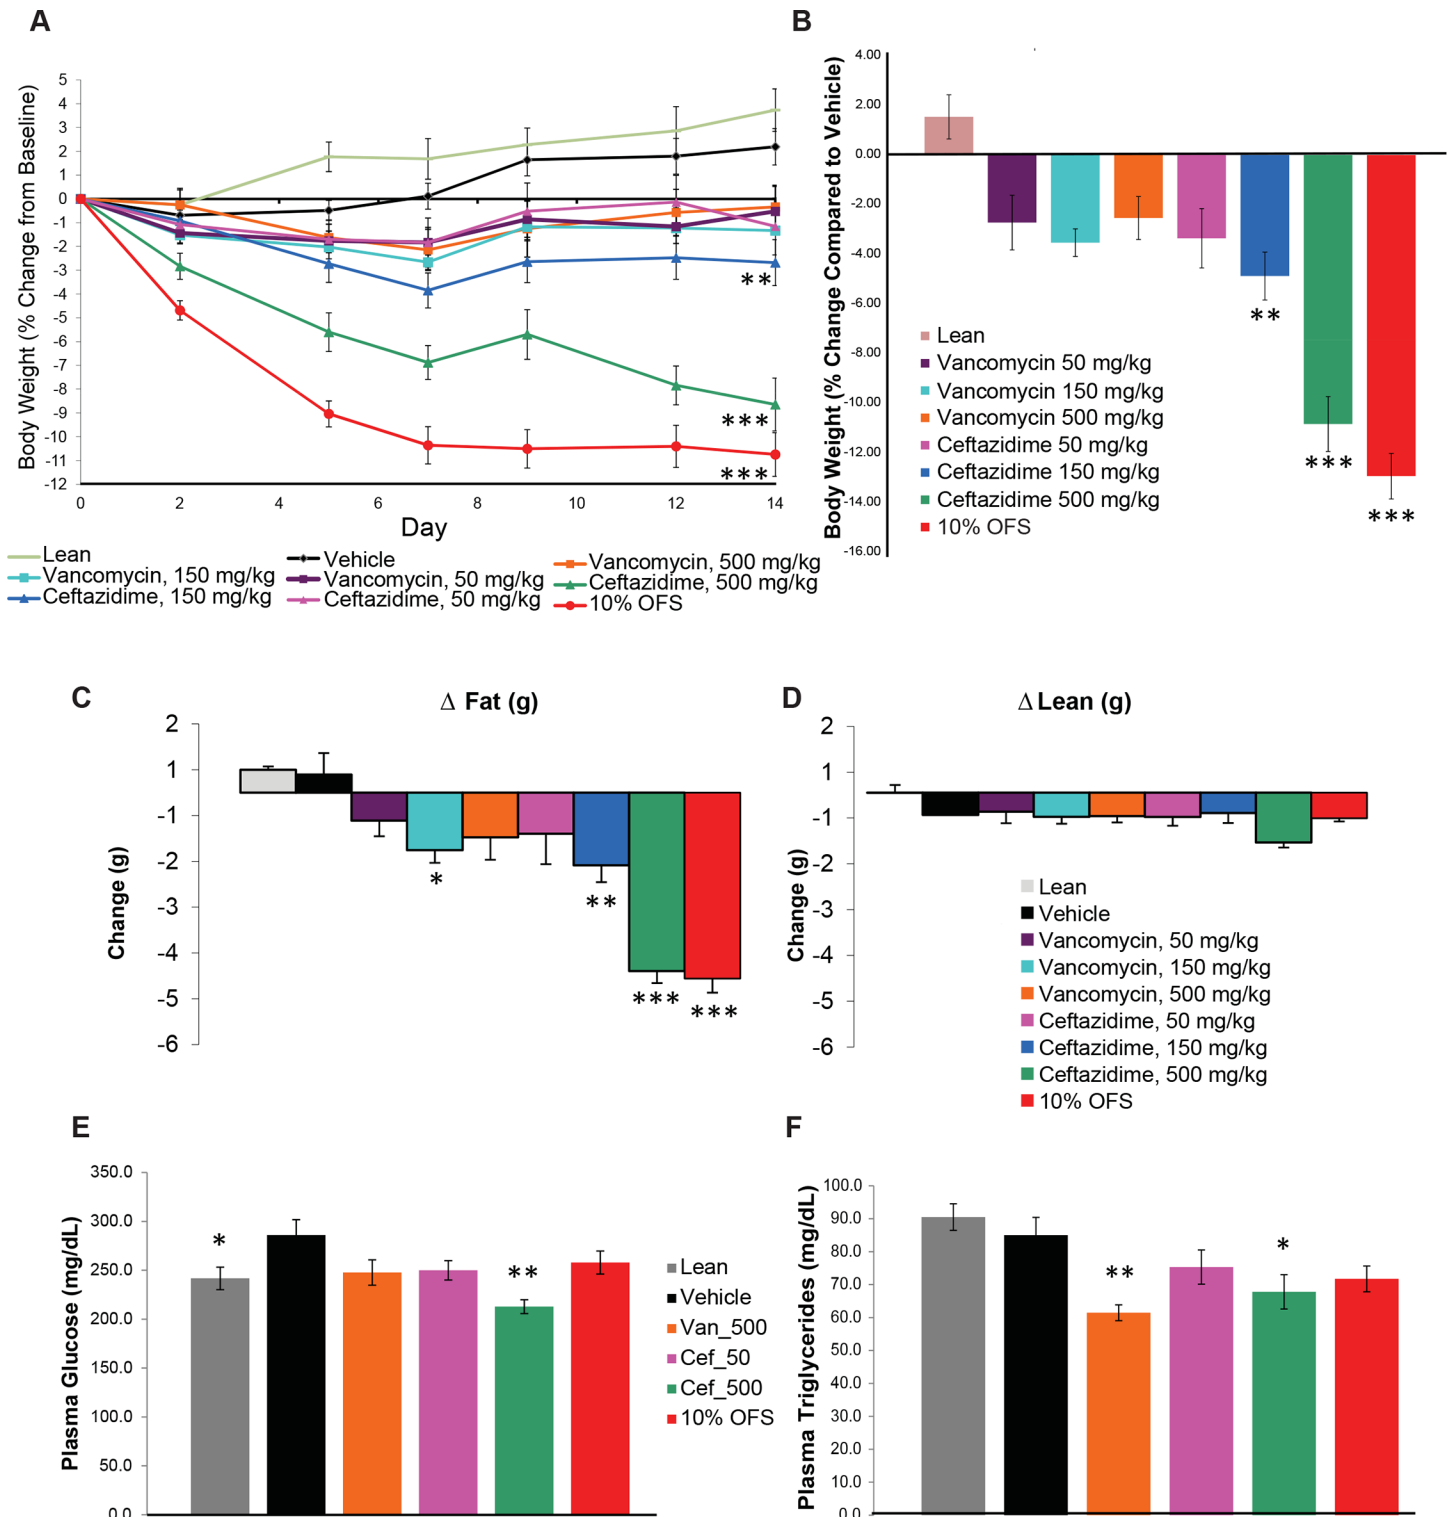 A
Body Weight (% Change from Baseline)
5
4
3
2
1
0
-1
-2
-3
-4
-5
-6
-7
-8
-9
-10
-11
-12
**
***
***
0 2 4 6 8 10 12 14
Day
Lean
Vehicle
Vancomycin, 500 mg/kg
Vancomycin, 150 mg/kg
Vancomycin, 50 mg/kg
Ceftazidime, 500 mg/kg
Ceftazidime, 150 mg/kg
Ceftazidime, 50 mg/kg
10% OFS
B
Body Weight (% Change Compared to Vehicle)
4.00
2.00
0.00
-2.00
-4.00
-6.00
-8.00
-10.00
-12.00
-14.00
-16.00
**
***
***
Lean
Vancomycin 50 mg/kg
Vancomycin 150 mg/kg
Vancomycin 500 mg/kg
Ceftazidime 50 mg/kg
Ceftazidime 150 mg/kg
Ceftazidime 500 mg/kg
10% OFS
C
Δ Fat (g)
Change (g)
2
1
-1
-2
-3
-4
-5
-6
*
**
***
***
D
Δ Lean (g)
Change (g)
2
1
-1
-2
-3
-4
-5
-6
Lean
Vehicle
Vancomycin, 50 mg/kg
Vancomycin, 150 mg/kg
Vancomycin, 500 mg/kg
Ceftazidime, 50 mg/kg
Ceftazidime, 150 mg/kg
Ceftazidime, 500 mg/kg
10% OFS
E
Plasma Glucose (mg/dL)
350.0
300.0
250.0
200.0
150.0
100.0
50.0
0.0
*
**
Lean
Vehicle
Van_500
Cef_50
Cef_500
10% OFS
F
Plasma Triglycerides (mg/dL)
100.0
90.0
80.0
70.0
60.0
50.0
40.0
30.0
20.0
10.0
0.0
**
*